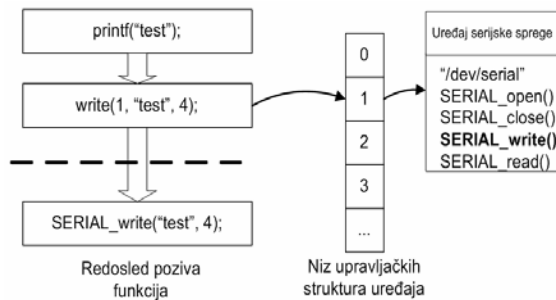 printf(“test”);
write(1, “test”, 4);
SERIAL_write(“test”, 4);
Redosled poziva
funkcija
0
1
2
3
...
Niz upravljačkih
struktura uređaja
Uređaj serijske sprege
“/dev/serial”
SERIAL_open()
SERIAL_close()
SERIAL_write()
SERIAL_read()